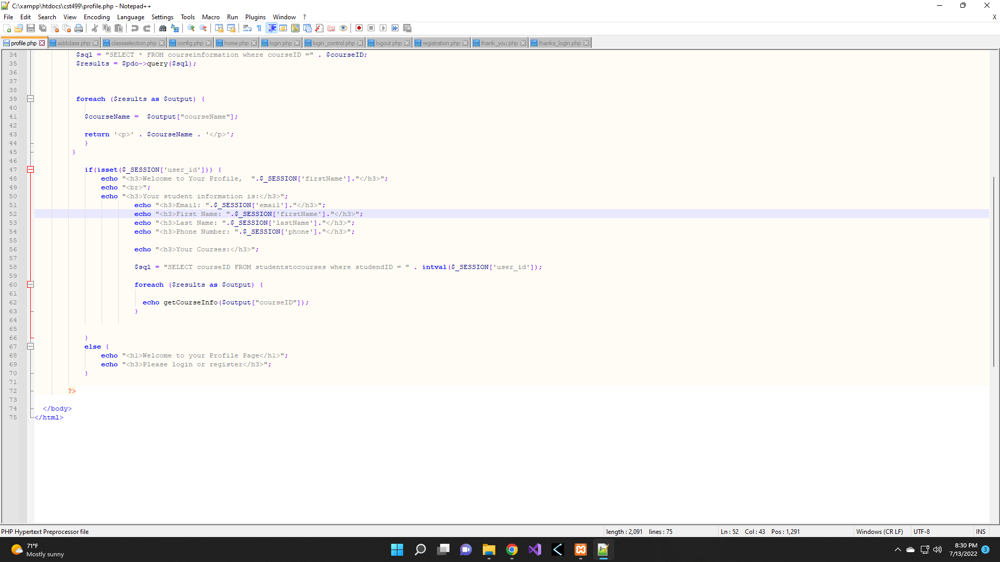 C:\xampp\htdocs\cst499\profile.php - Notepad++
File Edit Search View Encoding Language Settings Tools Macro Run Plugins Window ? X
profile.php addclass.php classselection.php config.php home.php login.php login_control.php logout.php registration.php thank_you.php thanks_login.php
34 $sql = "SELECT * FROM courseinformation where courseID =" . $courseID;
35 $results = $pdo->query($sql);
36
37
38
39 foreach ($results as $output) {
40
41 $courseName =  $output["courseName"];
42
43 return '<p>' . $courseName . '</p>';
44 }
45 }
46
47 if(isset($_SESSION['user_id'])) {
48 echo "<h3>Welcome to Your Profile,  ".$_SESSION['firstName']."</h3>";
49 echo "<br>";
50 echo "<h3>Your student information is:</h3>";
51 echo "<h3>Email: ".$_SESSION['email']."</h3>";
52 echo "<h3>First Name: ".$_SESSION['firstName']."</h3>";
53 echo "<h3>Last Name: ".$_SESSION['lastName']."</h3>";
54 echo "<h3>Phone Number: ".$_SESSION['phone']."</h3>";
55
56 echo "<h3>Your Courses:</h3>";
57
58 $sql = "SELECT courseID FROM studentstocourses where studendID = " . intval($_SESSION['user_id']);
59
60 foreach ($results as $output) {
61
62 echo getCourseInfo($output["courseID"]);
63 }
64
65
66 }
67 else {
68 echo "<h1>Welcome to your Profile Page</h1>";
69 echo "<h3>Please login or register</h3>";
70 }
71
72 ?>
73
74 </body>
75 </html>
PHP Hypertext Preprocessor file length : 2,091 lines : 75 Ln : 52 Col : 43 Pos : 1,291 Windows (CR LF) UTF-8 INS
71°F
Mostly sunny
8:30 PM
7/13/2022
3